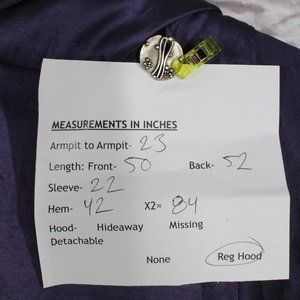 MEASUREMENTS IN INCHES
Armpit to Armpit- 23
Length: Front- 50 Back- 52
Sleeve- 22
Hem- 42 X2= 84
Hood- Hideaway Missing
Detachable
None Reg Hood